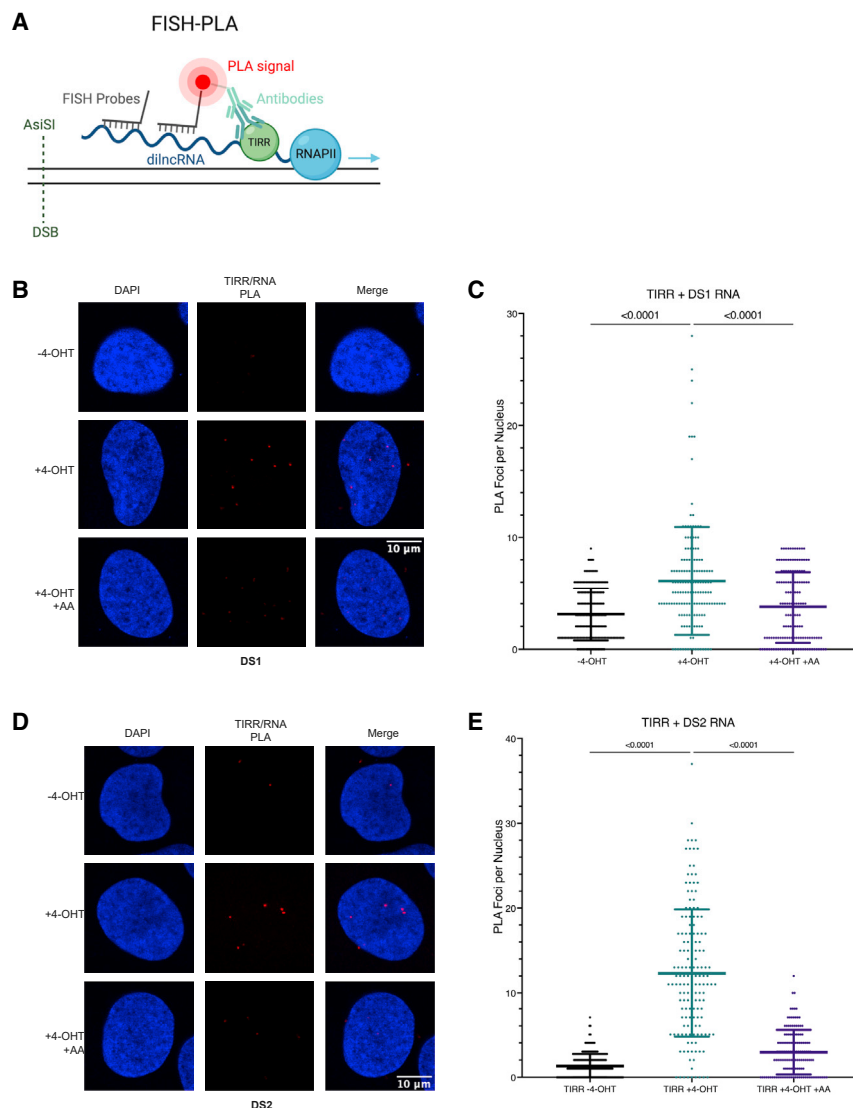 A
FISH-PLA
PLA signal
FISH Probes
Antibodies
AsiSI
TIRR
RNAPII
dilncRNA
DSB
B
DAPI
TIRR/RNA
PLA
Merge
-4-OHT
+4-OHT
+4-OHT
+AA
10 µm
DS1
C
TIRR + DS1 RNA
<0.0001
<0.0001
30
20
10
0
PLA Foci per Nucleus
-4-OHT
+4-OHT
+4-OHT +AA
D
DAPI
TIRR/RNA
PLA
Merge
-4-OHT
+4-OHT
+4-OHT
+AA
10 µm
DS2
E
TIRR + DS2 RNA
<0.0001
<0.0001
40
30
20
10
0
PLA Foci per Nucleus
TIRR -4-OHT
TIRR +4-OHT
TIRR +4-OHT +AA